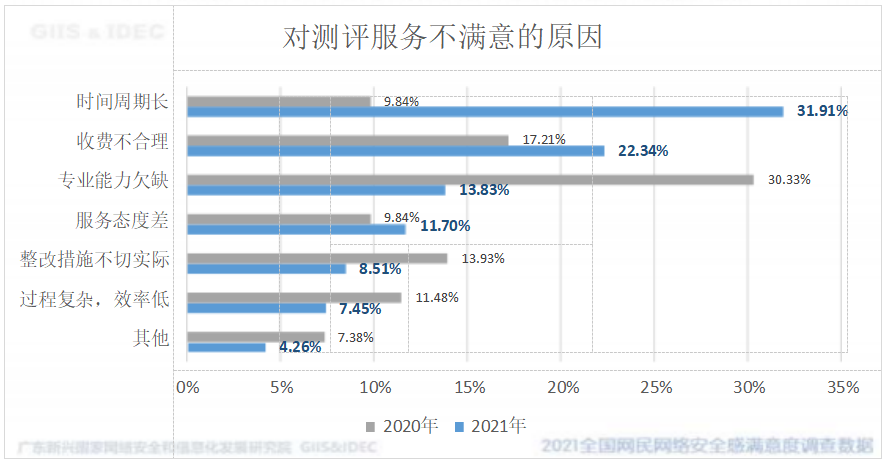 GIIS & IDEC
对测评服务不满意的原因
时间周期长
9.84%
31.91%
收费不合理
17.21%
22.34%
专业能力欠缺
30.33%
13.83%
服务态度差
9.84%
11.70%
整改措施不切实际
13.93%
8.51%
过程复杂，效率低
11.48%
7.45%
其他
7.38%
4.26%
0% 5% 10% 15% 20% 25% 30% 35%
2020年 2021年
广东新兴国家网络安全和信息化发展研究院 GIIS&IDEC 2021全国网民网络安全感满意度调查数据